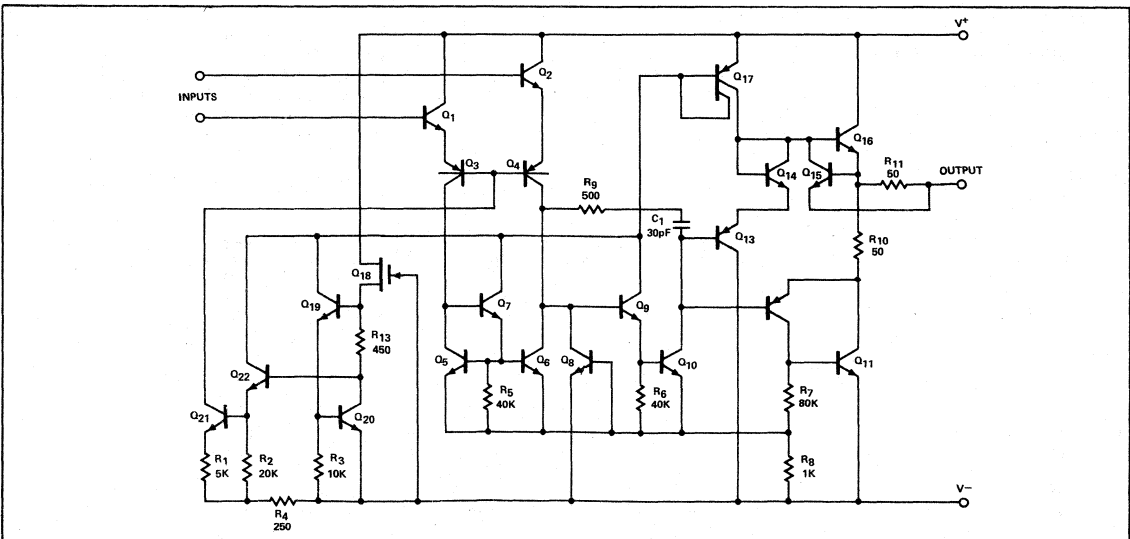 V+
Q2
Q17
INPUTS
Q1
Q16
Q3
Q4
R11
50
OUTPUT
R9
500
Q14
Q15
C1
30pF
Q13
R10
50
Q18
Q19
Q7
Q9
R13
450
Q22
Q5
Q6
Q8
Q10
Q11
R5
40K
R6
40K
R7
80K
Q21
Q20
R1
5K
R2
20K
R3
10K
R8
1K
R4
250
V−